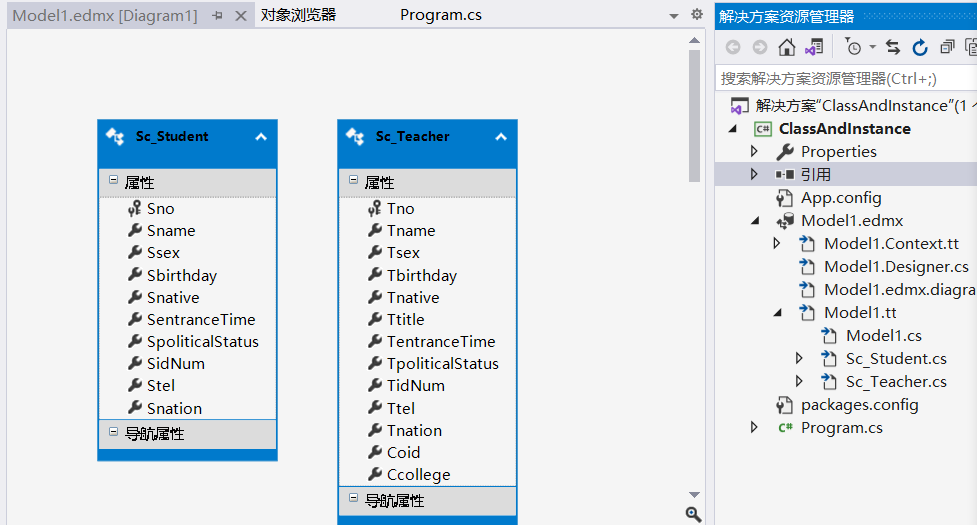 Model1.edmx [Diagram1]
对象浏览器
Program.cs
Sc_Student
属性
Sno
Sname
Ssex
Sbirthday
Snative
SentranceTime
SpoliticalStatus
SidNum
Stel
Snation
导航属性
Sc_Teacher
属性
Tno
Tname
Tsex
Tbirthday
Tnative
Ttitle
TentranceTime
TpoliticalStatus
TidNum
Ttel
Tnation
Coid
Ccollege
导航属性
解决方案资源管理器
搜索解决方案资源管理器(Ctrl+;)
解决方案"ClassAndInstance"(1
C# ClassAndInstance
Properties
引用
App.config
Model1.edmx
Model1.Context.tt
Model1.Designer.cs
Model1.edmx.diagra
Model1.tt
Model1.cs
Sc_Student.cs
Sc_Teacher.cs
packages.config
C# Program.cs